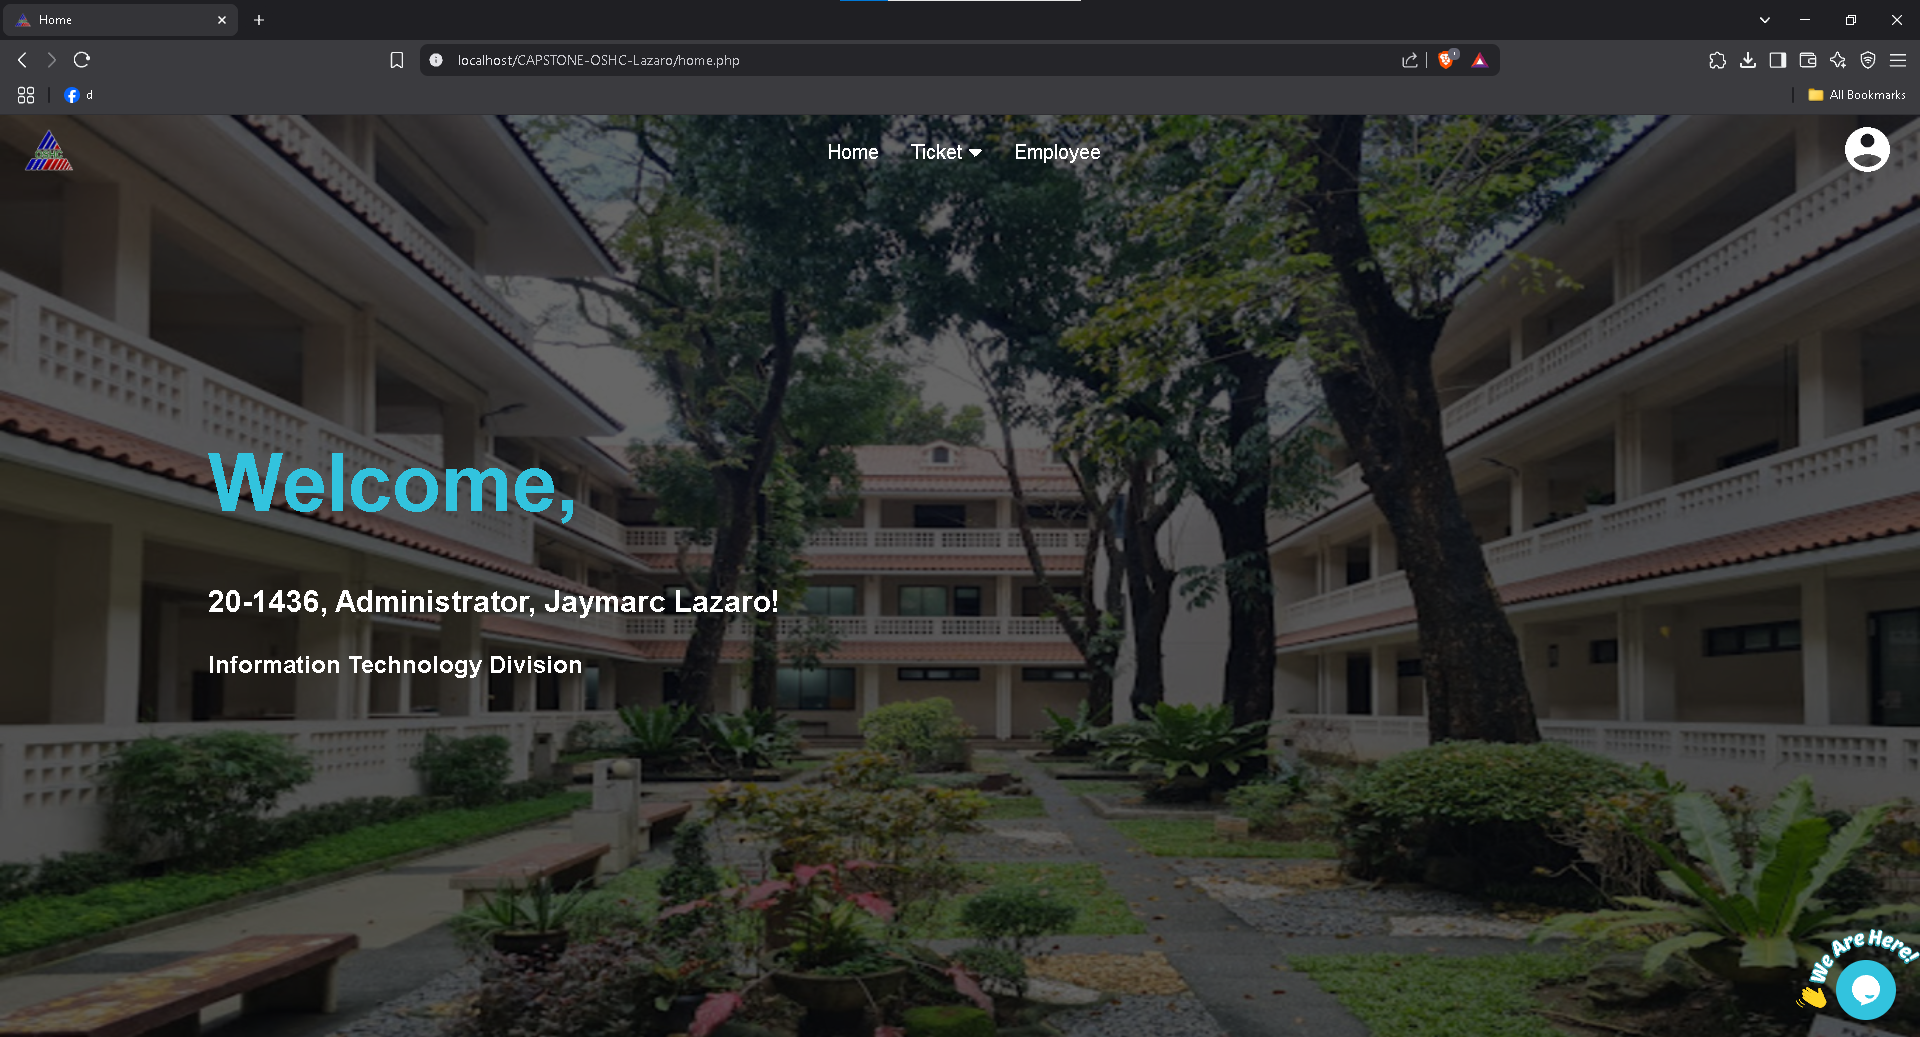 Home
localhost/CAPSTONE-OSHC-Lazaro/home.php
d
All Bookmarks
OSHC
Home Ticket Employee
Welcome,
20-1436, Administrator, Jaymarc Lazaro!
Information Technology Division
We Are Here!